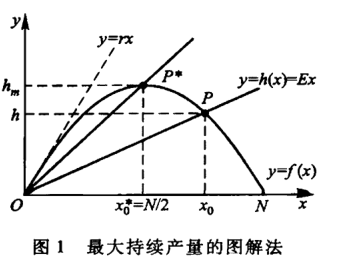 y
y=rx
P*
h_m
P
y=h(x)=Ex
h
y=f(x)
O
x_0^*=N/2
x_0
N
x
图 1 最大持续产量的图解法